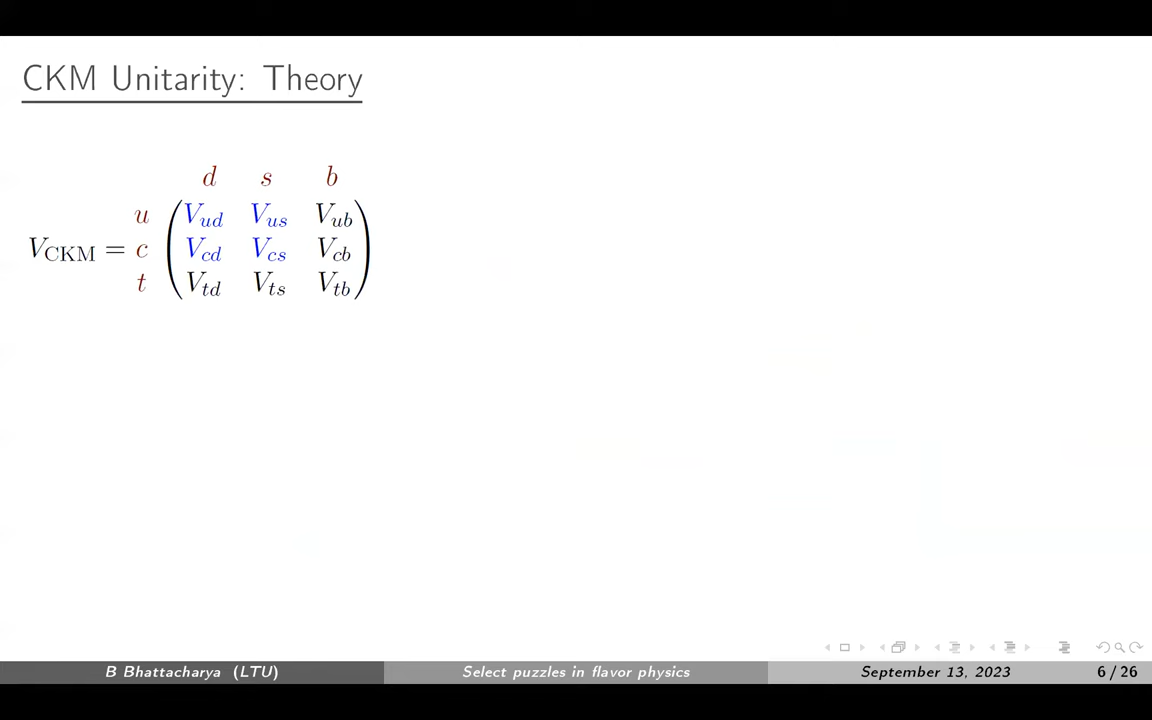 CKM Unitarity: Theory
d s b
u V_ud V_us V_ub
V_CKM = c V_cd V_cs V_cb
t V_td V_ts V_tb
B Bhattacharya (LTU) Select puzzles in flavor physics September 13, 2023 6 / 26